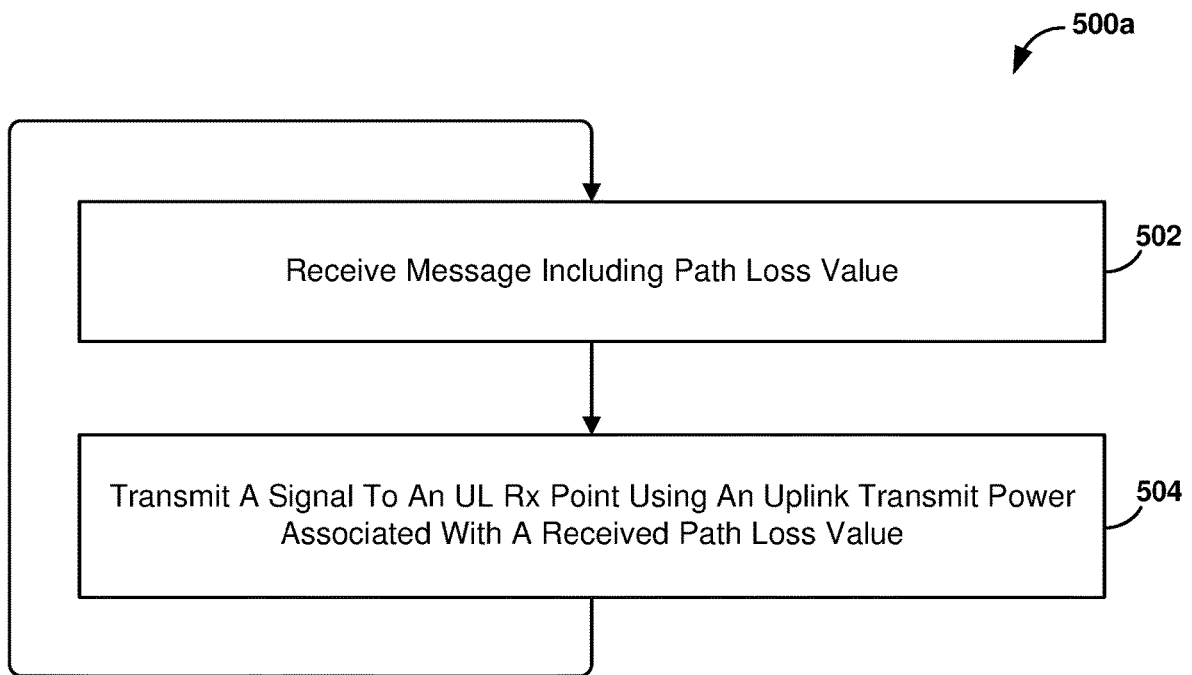 500a
Receive Message Including Path Loss Value
502
Transmit A Signal To An UL Rx Point Using An Uplink Transmit Power
Associated With A Received Path Loss Value
504